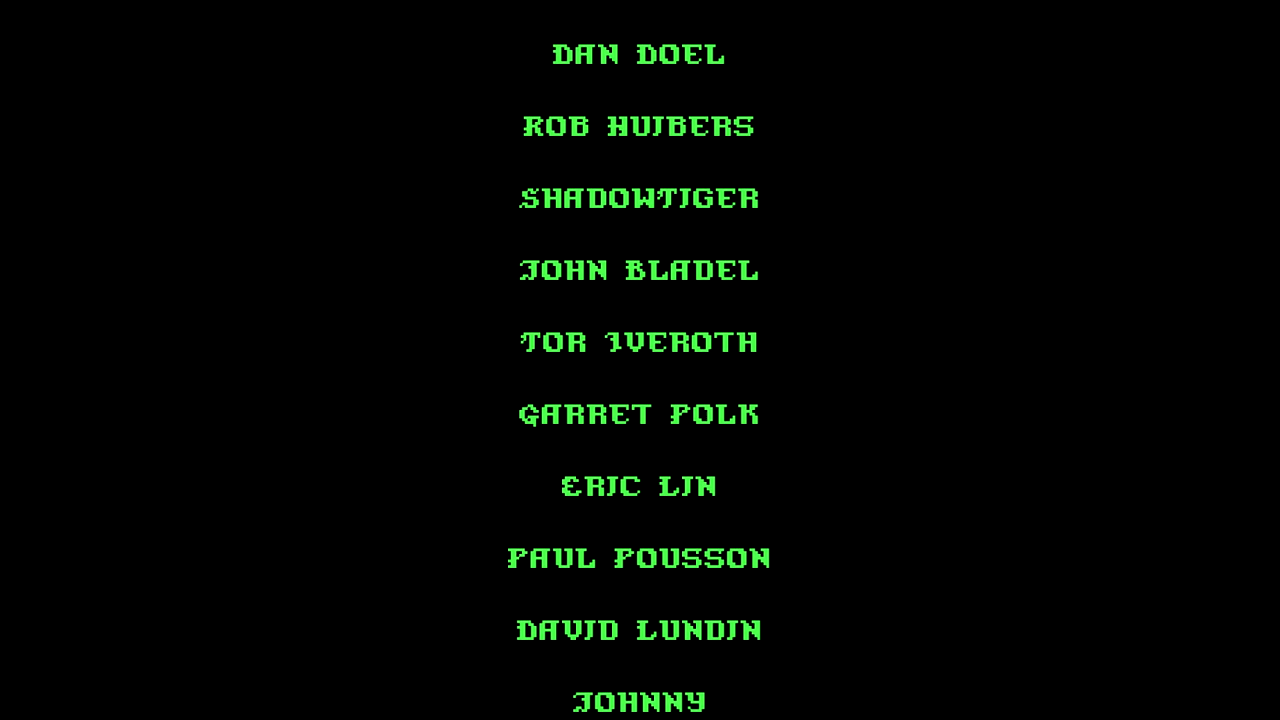 DAN DOEL
ROB HUIBERS
SHADOWTIGER
JOHN BLADEL
TOR IVEROTH
GARRET POLK
ERIC LIN
PAUL POUSSON
DAVID LUNDIN
JOHNNY